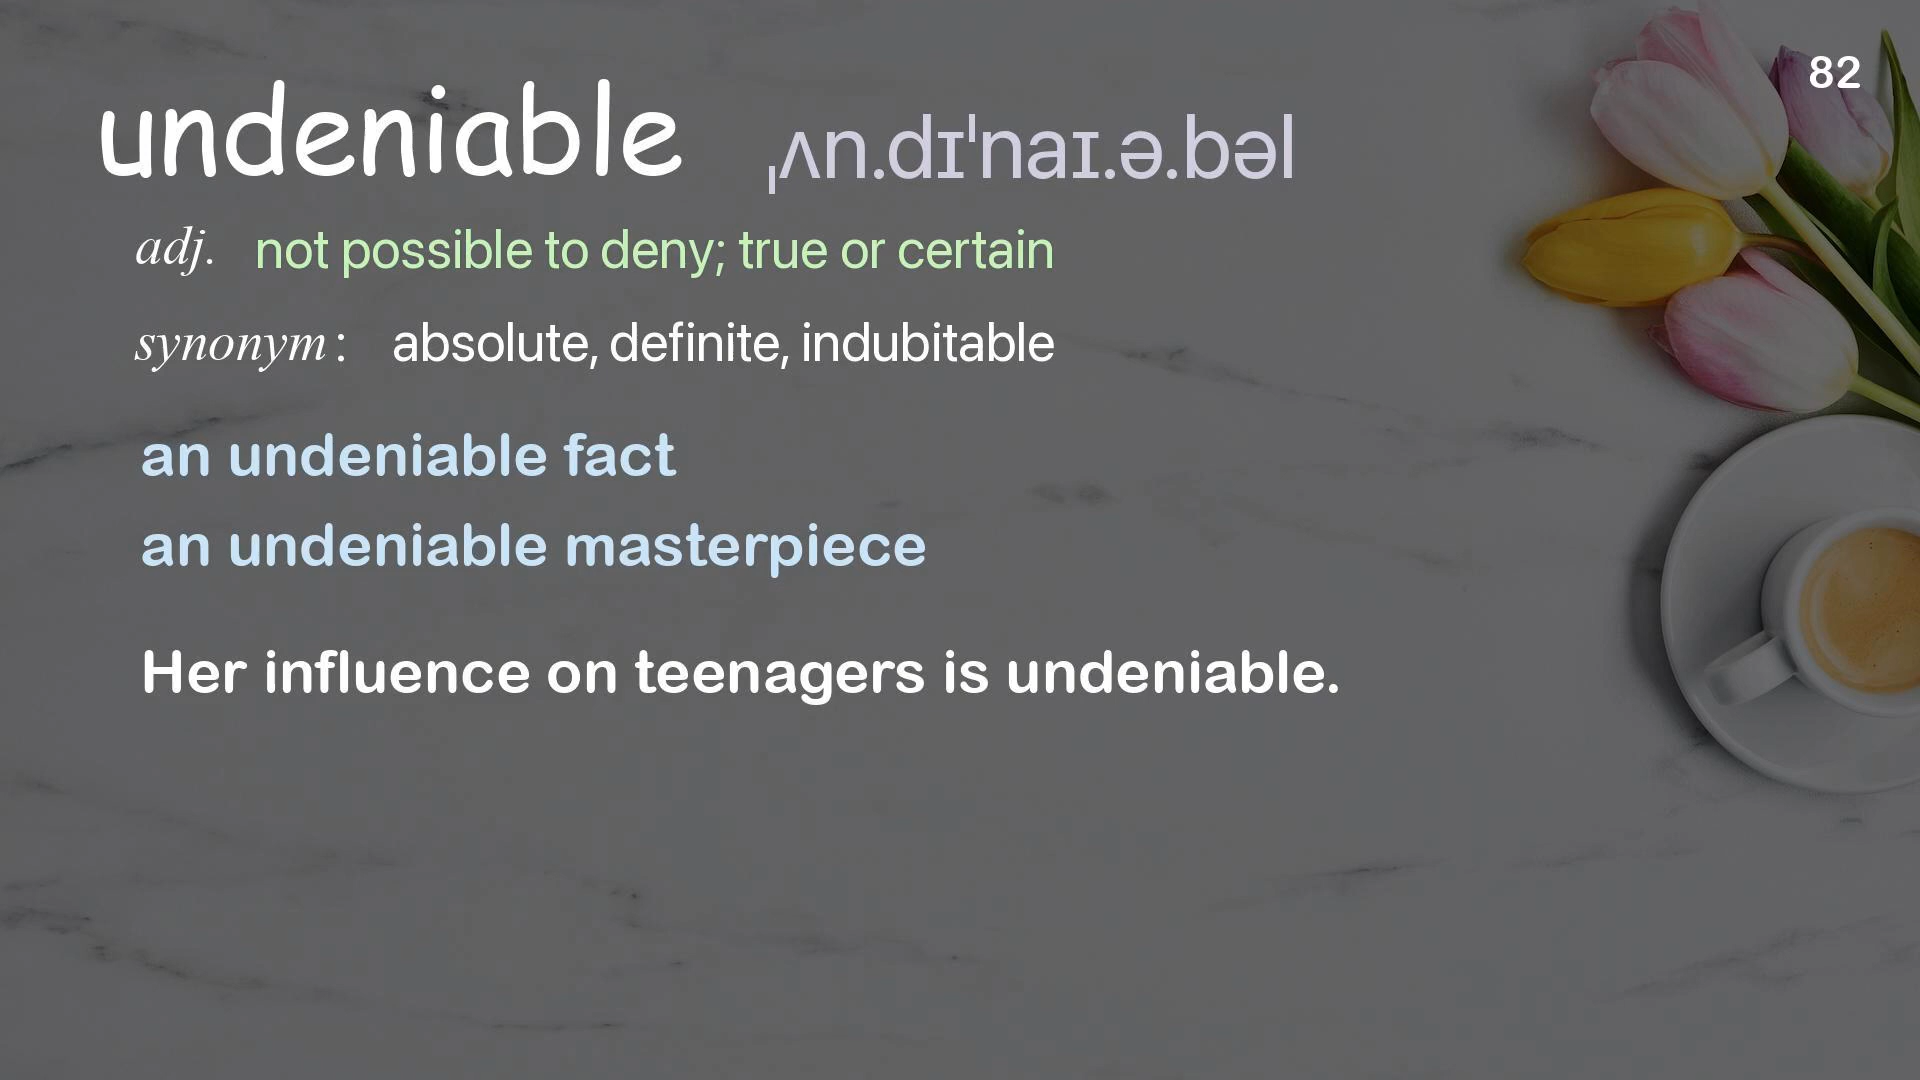 82
undeniable ˌʌn.dɪˈnaɪ.ə.bəl
adj. not possible to deny; true or certain
synonym : absolute, definite, indubitable
an undeniable fact
an undeniable masterpiece
Her influence on teenagers is undeniable.